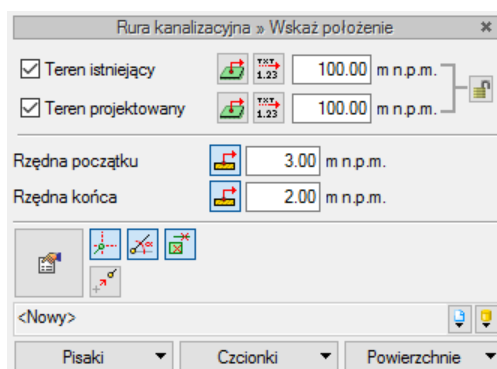 Rura kanalizacyjna » Wskaż położenie
Teren istniejący TXT 1.23 100.00 m n.p.m.
Teren projektowany TXT 1.23 100.00 m n.p.m.
Rzędna początku 3.00 m n.p.m.
Rzędna końca 2.00 m n.p.m.
<Nowy>
Pisaki Czcionki Powierzchnie